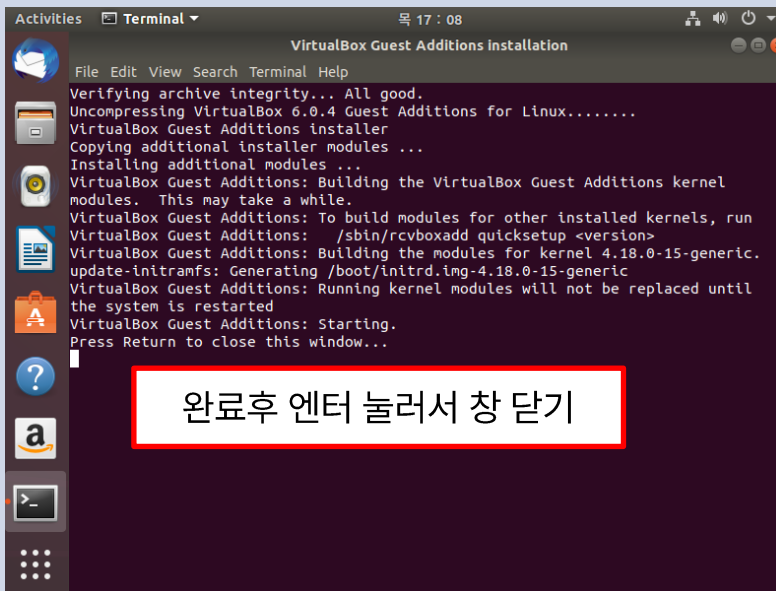 Activities Terminal 목 17 : 08
VirtualBox Guest Additions installation
File Edit View Search Terminal Help
Verifying archive integrity... All good.
Uncompressing VirtualBox 6.0.4 Guest Additions for Linux........
VirtualBox Guest Additions installer
Copying additional installer modules ...
Installing additional modules ...
VirtualBox Guest Additions: Building the VirtualBox Guest Additions kernel
modules.  This may take a while.
VirtualBox Guest Additions: To build modules for other installed kernels, run
VirtualBox Guest Additions:   /sbin/rcvboxadd quicksetup <version>
VirtualBox Guest Additions: Building the modules for kernel 4.18.0-15-generic.
update-initramfs: Generating /boot/initrd.img-4.18.0-15-generic
VirtualBox Guest Additions: Running kernel modules will not be replaced until
the system is restarted
VirtualBox Guest Additions: Starting.
Press Return to close this window...
완료후 엔터 눌러서 창 닫기
a